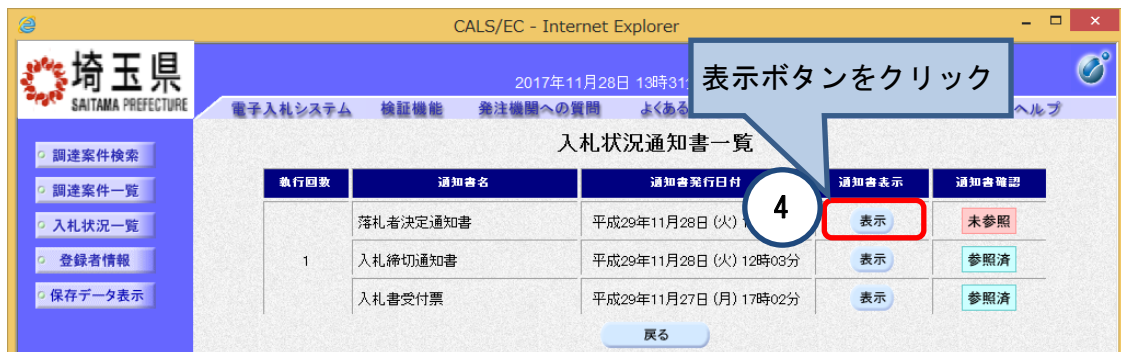 CALS/EC - Internet Explorer
埼玉県
SAITAMA PREFECTURE
2017年11月28日 13時31
表示ボタンをクリック
電子入札システム 検証機能 発注機関への質問 よくある ヘルプ
入札状況通知書一覧
調達案件検索
調達案件一覧
入札状況一覧
登録者情報
保存データ表示
執行回数 通知書名 通知書発行日付 通知書表示 通知書確認
落札者決定通知書 平成29年11月28日 (火) 4 表示 未参照
1 入札締切通知書 平成29年11月28日 (火) 12時03分 表示 参照済
入札書受付票 平成29年11月27日 (月) 17時02分 表示 参照済
戻る